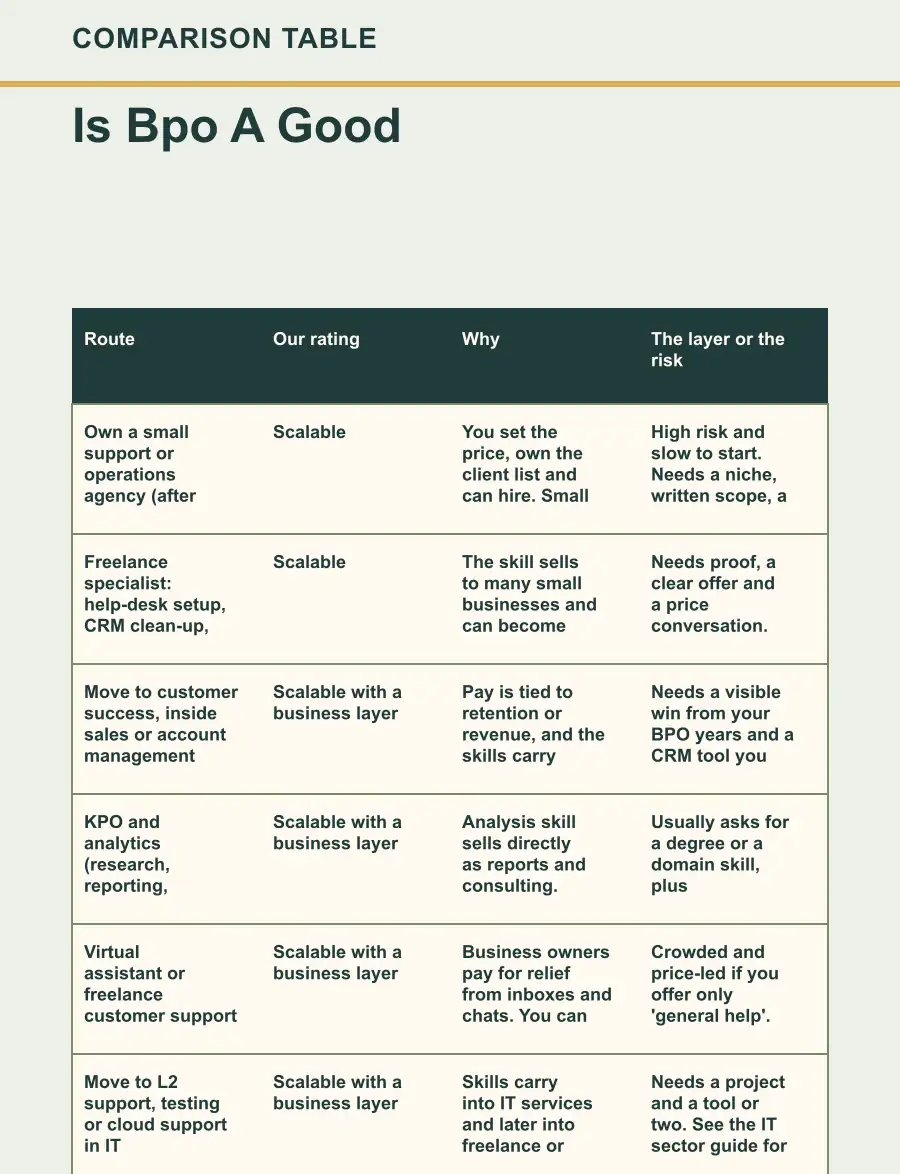 COMPARISON TABLE
Is Bpo A Good
Route
Our rating
Why
The layer or the
risk
Own a small
support or
operations
agency (after
Scalable
You set the
price, own the
client list and
can hire. Small
High risk and
slow to start.
Needs a niche,
written scope, a
Freelance
specialist:
help-desk setup,
CRM clean-up,
Scalable
The skill sells
to many small
businesses and
can become
Needs proof, a
clear offer and
a price
conversation.
Move to customer
success, inside
sales or account
management
Scalable with a
business layer
Pay is tied to
retention or
revenue, and the
skills carry
Needs a visible
win from your
BPO years and a
CRM tool you
KPO and
analytics
(research,
reporting,
Scalable with a
business layer
Analysis skill
sells directly
as reports and
consulting.
Usually asks for
a degree or a
domain skill,
plus
Virtual
assistant or
freelance
customer support
Scalable with a
business layer
Business owners
pay for relief
from inboxes and
chats. You can
Crowded and
price-led if you
offer only
'general help'.
Move to L2
support, testing
or cloud support
in IT
Scalable with a
business layer
Skills carry
into IT services
and later into
freelance or
Needs a project
and a tool or
two. See the IT
sector guide for